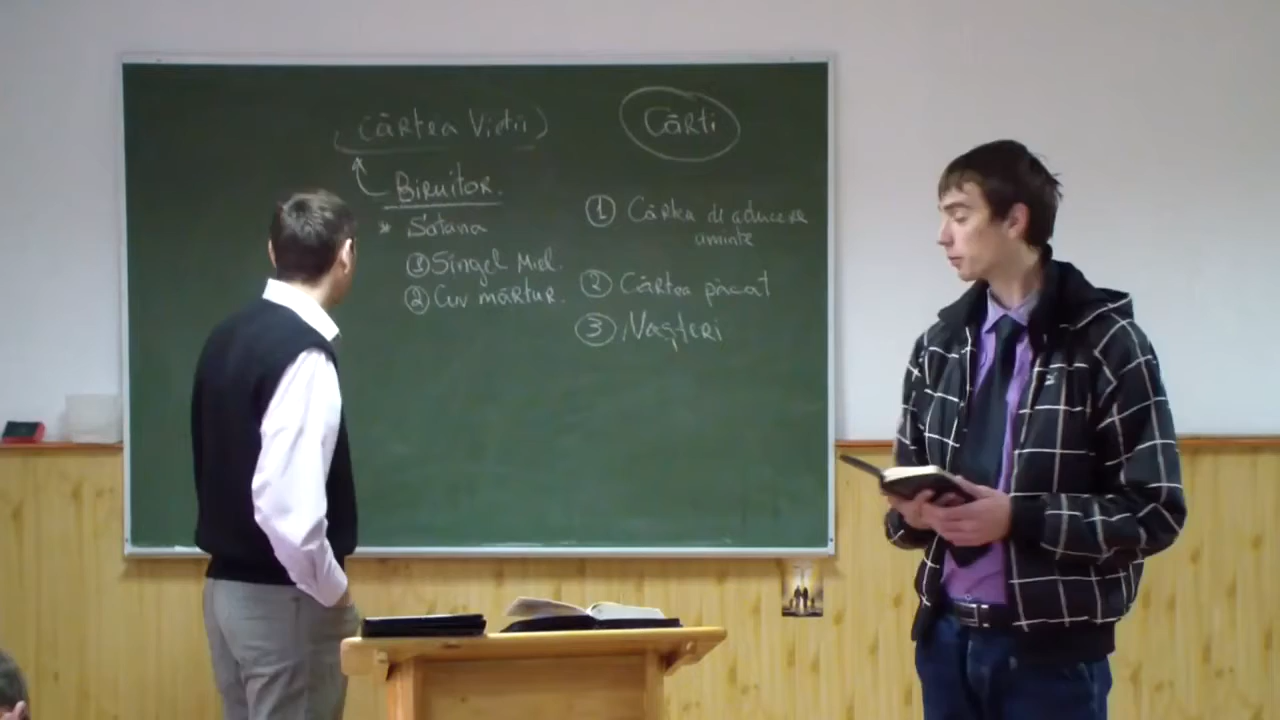 (Cărtea Vieții)
Cărti
Biruitor.
* Satana
③ Sîngel Miel.
② Cuv mărtur.
① Cărtea de aducere
aminte
② Cărtea păcat
③ Nașteri